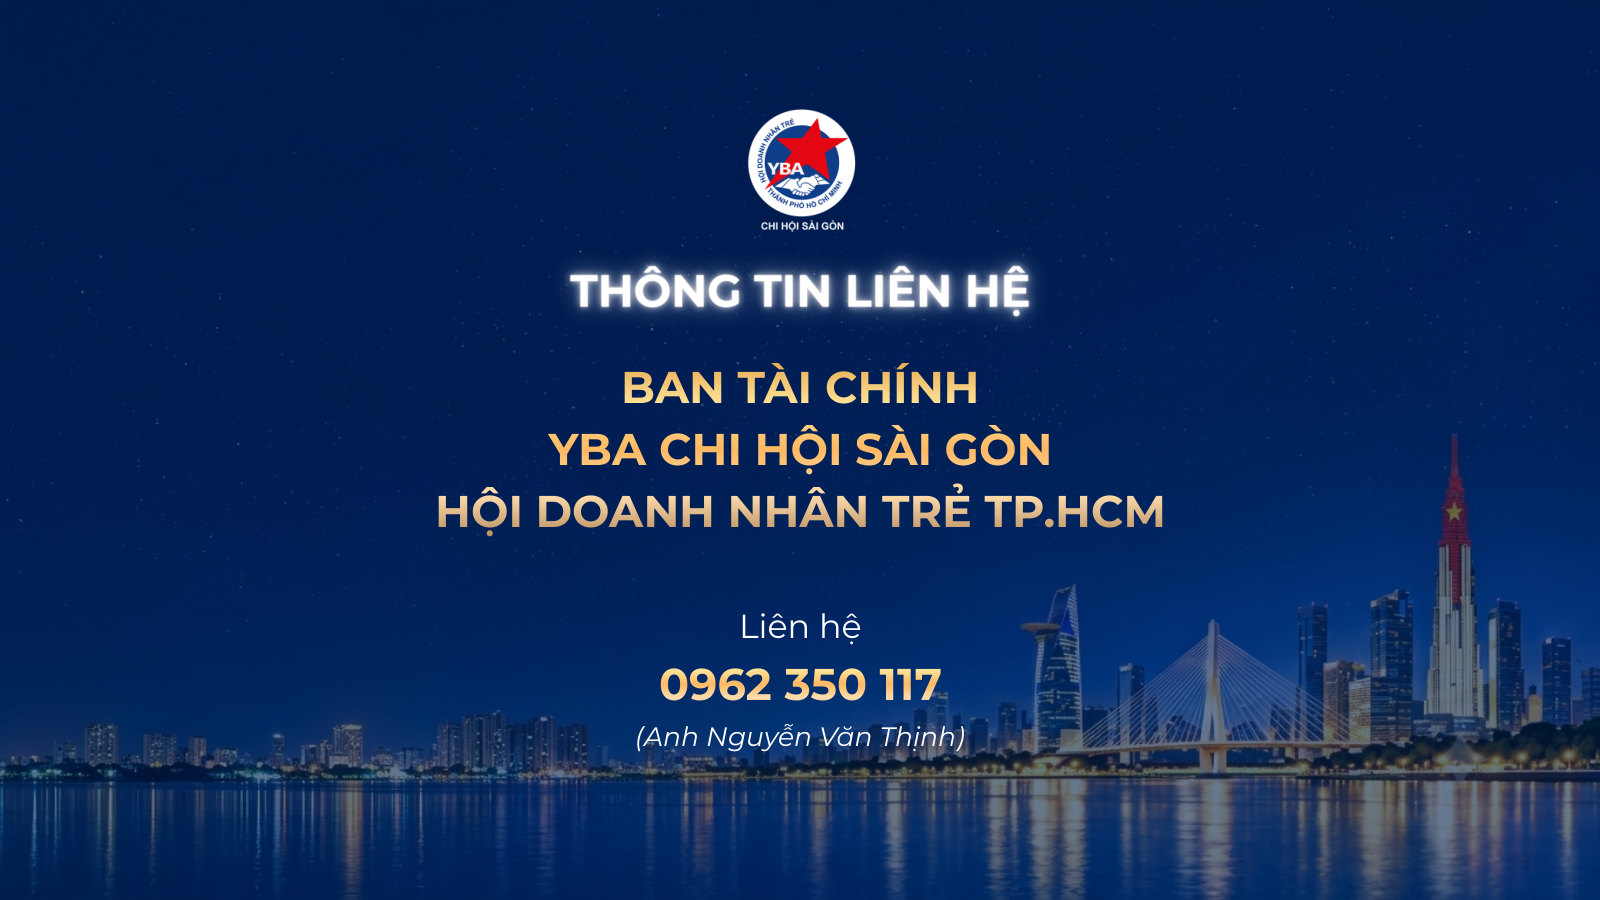 HỘI DOANH NHÂN TRẺ
YBA
THÀNH PHỐ HỒ CHÍ MINH
CHI HỘI SÀI GÒN
THÔNG TIN LIÊN HỆ
BAN TÀI CHÍNH
YBA CHI HỘI SÀI GÒN
HỘI DOANH NHÂN TRẺ TP.HCM
Liên hệ
0962 350 117
(Anh Nguyễn Văn Thịnh)